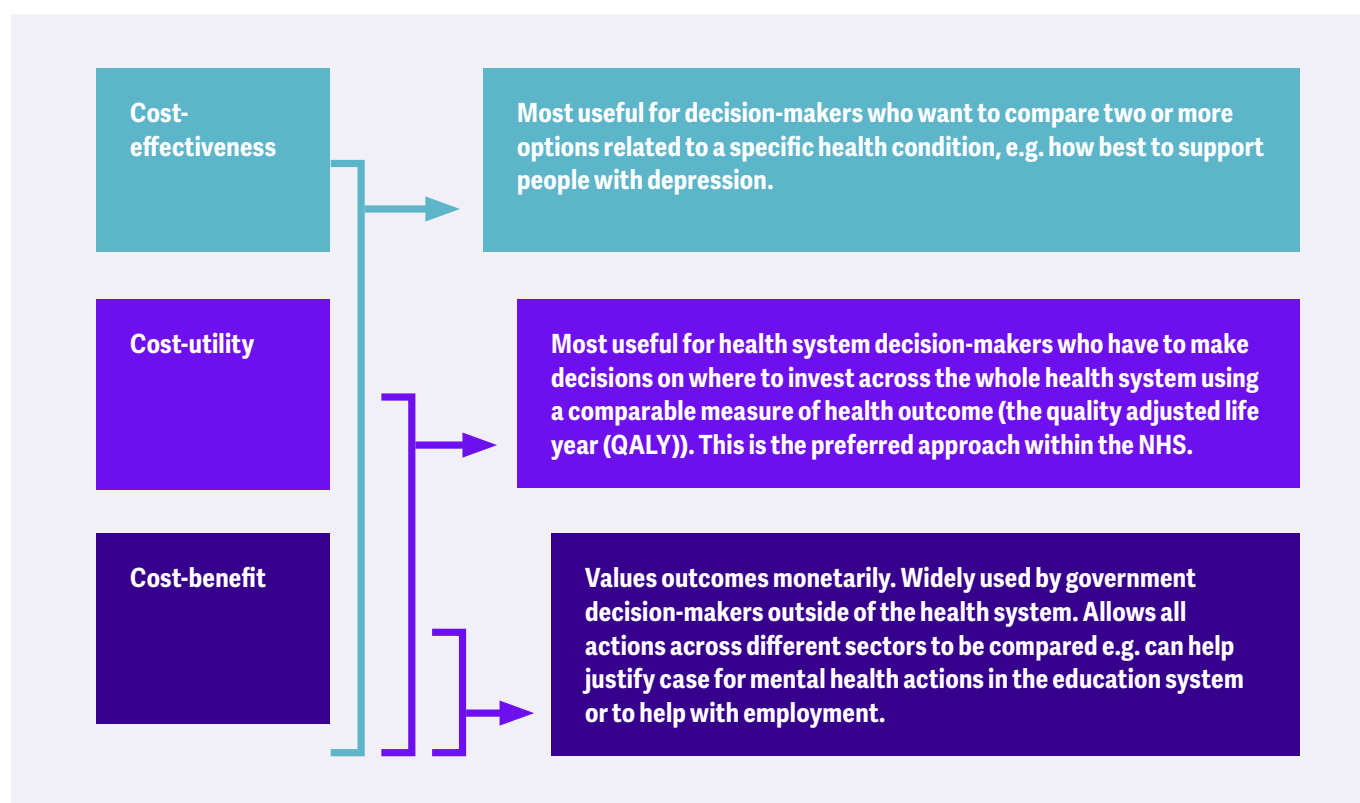 Cost-
effectiveness
Most useful for decision-makers who want to compare two or more
options related to a specific health condition, e.g. how best to support
people with depression.
Cost-utility
Most useful for health system decision-makers who have to make
decisions on where to invest across the whole health system using
a comparable measure of health outcome (the quality adjusted life
year (QALY)). This is the preferred approach within the NHS.
Cost-benefit
Values outcomes monetarily. Widely used by government
decision-makers outside of the health system. Allows all
actions across different sectors to be compared e.g. can help
justify case for mental health actions in the education system
or to help with employment.